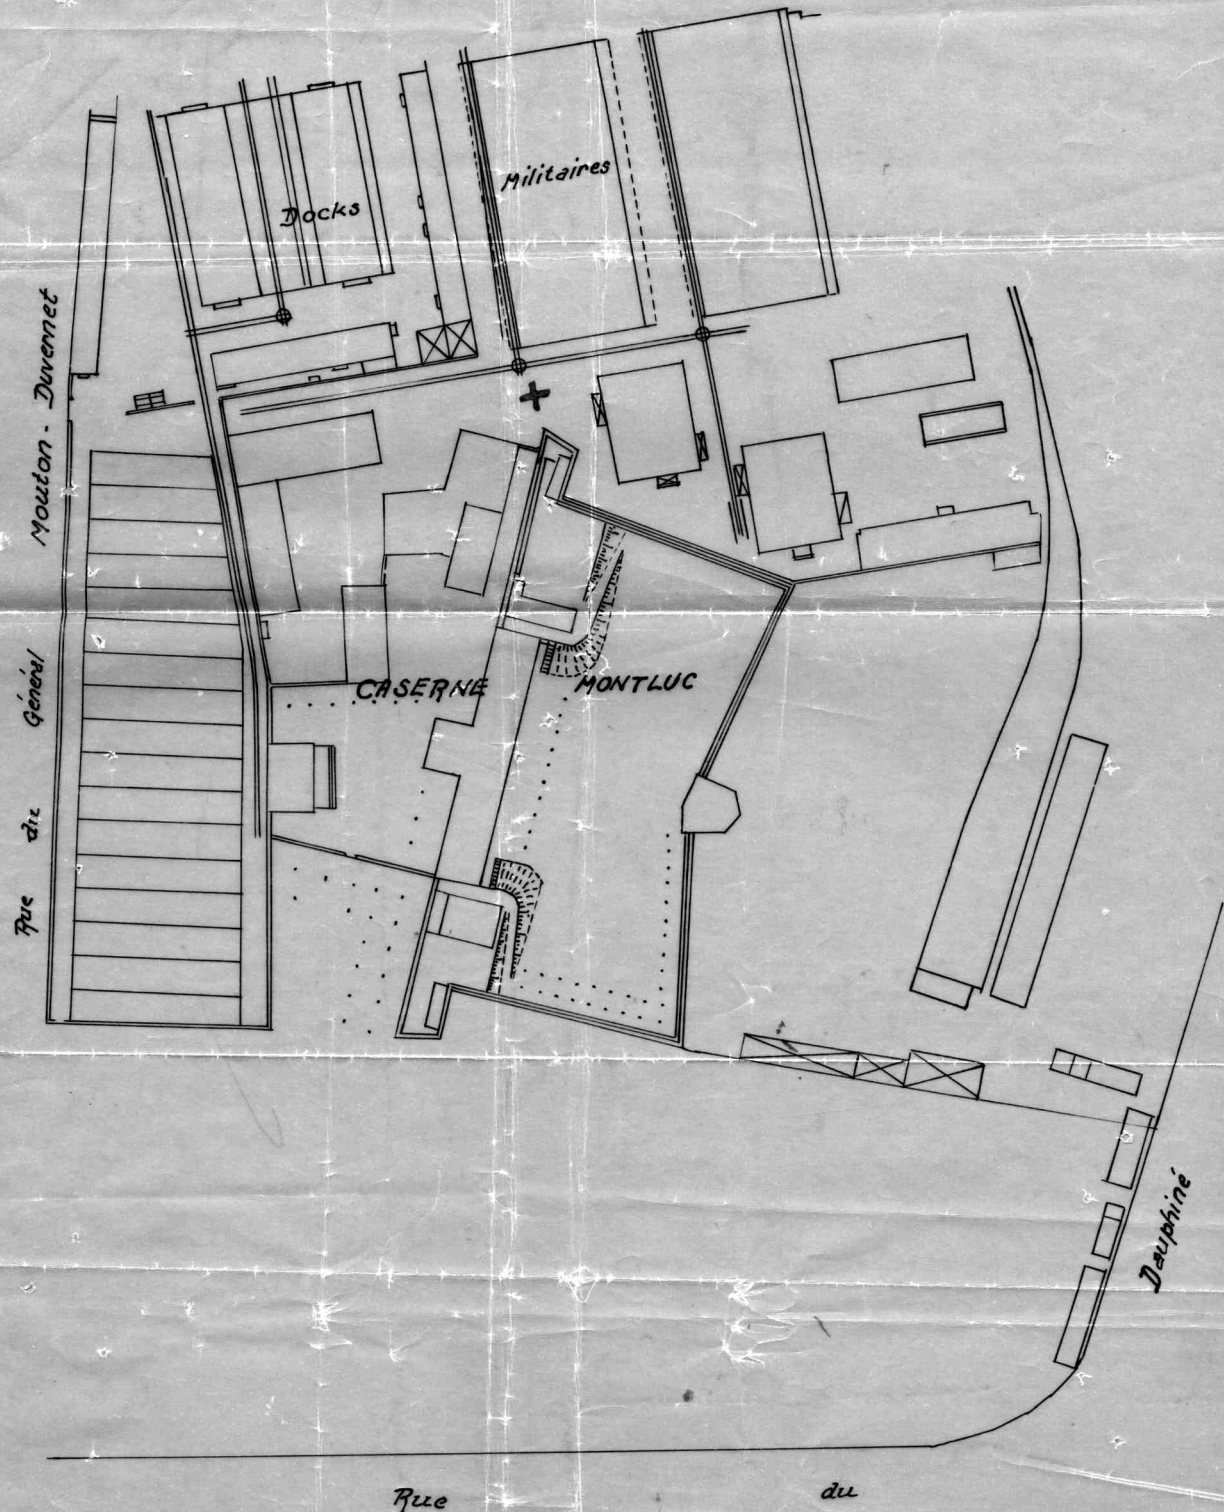 Docks
Militaires
Rue du Général Mouton - Duvernet
CASERNE MONTLUC
Rue du Dauphiné